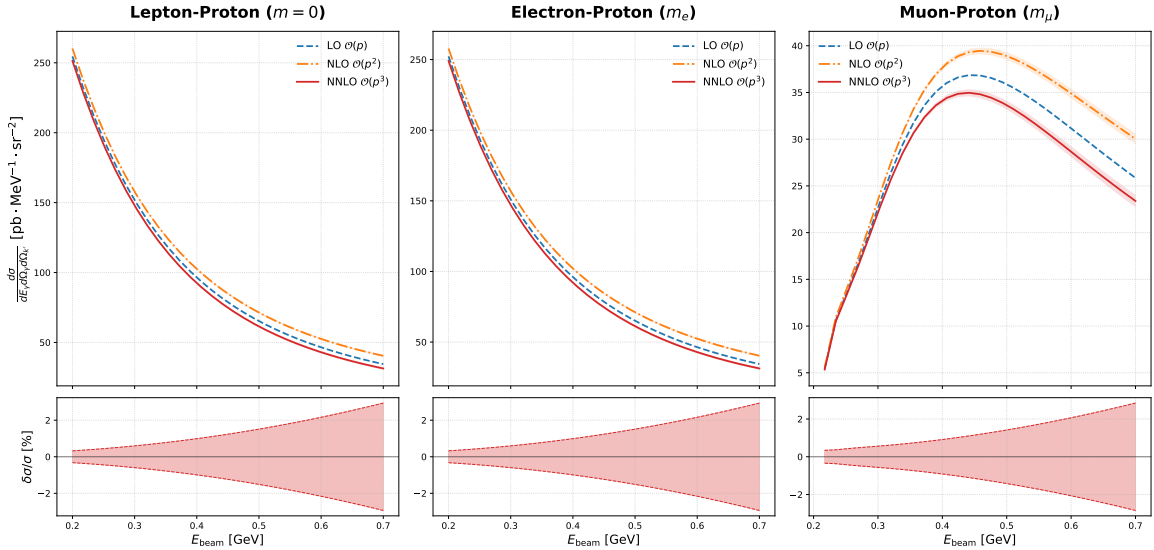 Lepton-Proton (m = 0)
dσ/dE_γ dΩ_γ dΩ_k' [pb · MeV⁻¹ · sr⁻²]
250
200
150
100
50
LO 𝒪(p)
NLO 𝒪(p²)
NNLO 𝒪(p³)
Electron-Proton (mₑ)
250
200
150
100
50
LO 𝒪(p)
NLO 𝒪(p²)
NNLO 𝒪(p³)
Muon-Proton (m_μ)
40
35
30
25
20
15
10
5
LO 𝒪(p)
NLO 𝒪(p²)
NNLO 𝒪(p³)
δσ/σ [%]
2
0
−2
0.2 0.3 0.4 0.5 0.6 0.7
E_beam [GeV]
2
0
−2
0.2 0.3 0.4 0.5 0.6 0.7
E_beam [GeV]
2
0
−2
0.2 0.3 0.4 0.5 0.6 0.7
E_beam [GeV]